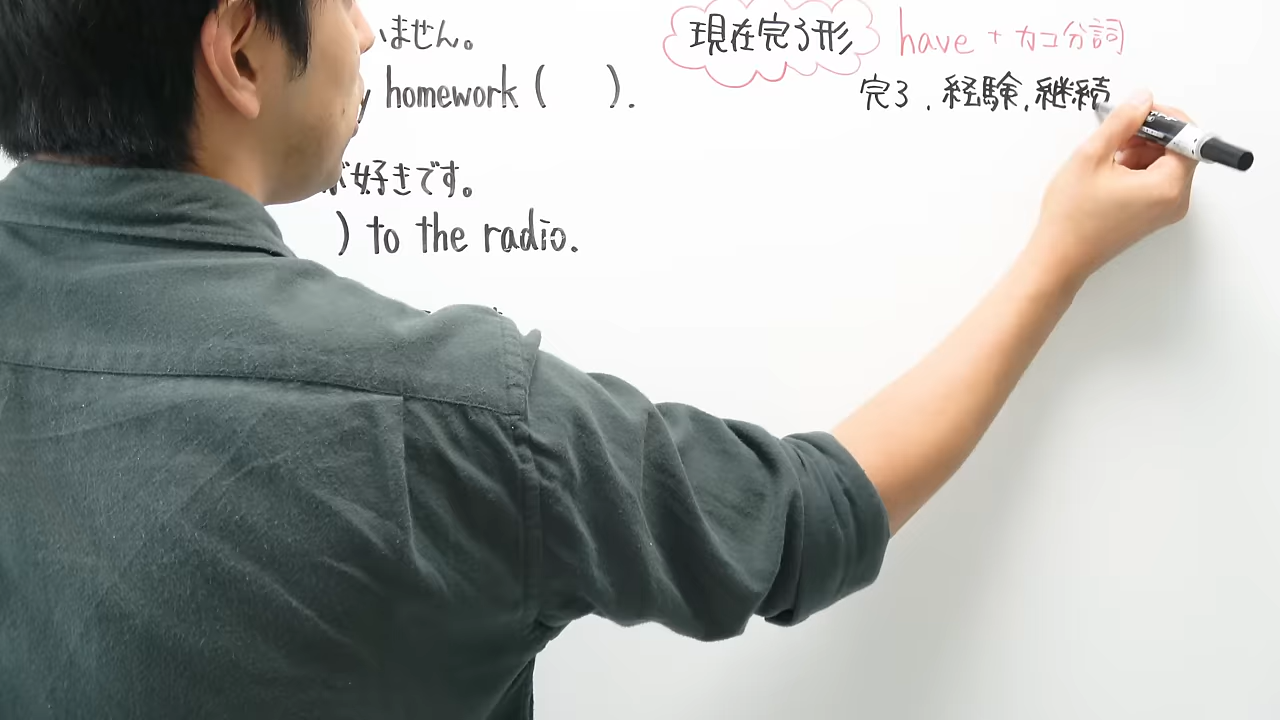 いません。
homework (　　).
好きです。
) to the radio.
現在完了形 have + カコ分詞
完了, 経験, 継続